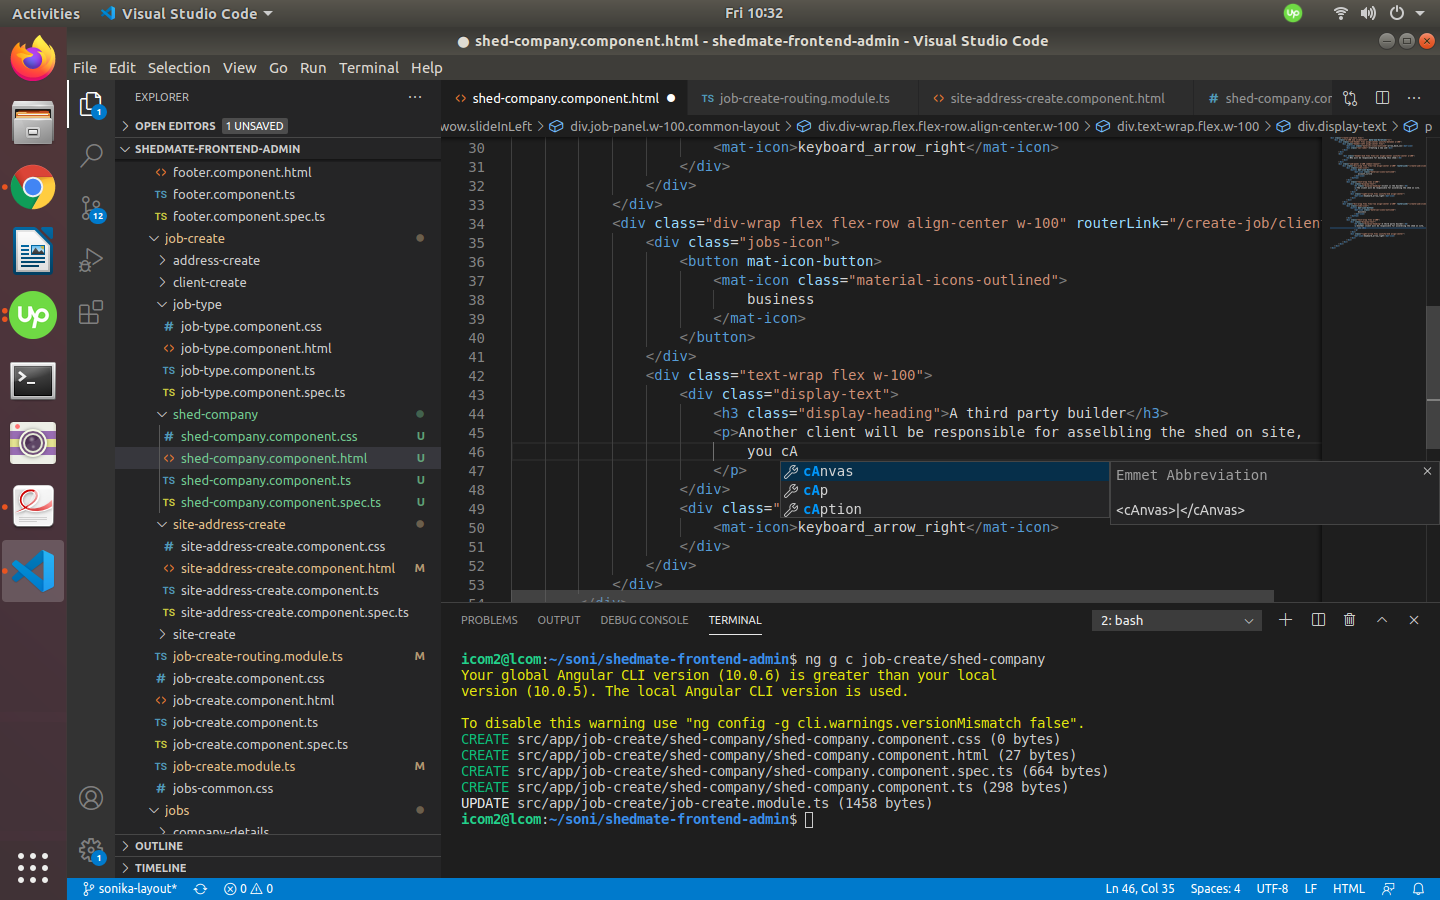 Activities
Visual Studio Code
Fri 10:32
● shed-company.component.html - shedmate-frontend-admin - Visual Studio Code
File Edit Selection View Go Run Terminal Help
EXPLORER
OPEN EDITORS 1 UNSAVED
SHEDMATE-FRONTEND-ADMIN
footer.component.html
TS footer.component.ts
TS footer.component.spec.ts
job-create
address-create
client-create
job-type
# job-type.component.css
job-type.component.html
TS job-type.component.ts
TS job-type.component.spec.ts
shed-company
# shed-company.component.css U
shed-company.component.html U
TS shed-company.component.ts U
TS shed-company.component.spec.ts U
site-address-create
# site-address-create.component.css
site-address-create.component.html M
TS site-address-create.component.ts
TS site-address-create.component.spec.ts
site-create
TS job-create-routing.module.ts M
# job-create.component.css
job-create.component.html
TS job-create.component.ts
TS job-create.component.spec.ts
TS job-create.module.ts M
# jobs-common.css
jobs
company-details
OUTLINE
TIMELINE
1
12
1
up
up
shed-company.component.html ●
TS job-create-routing.module.ts
site-address-create.component.html
# shed-company.cor
wow.slideInLeft > div.job-panel.w-100.common-layout > div.div-wrap.flex.flex-row.align-center.w-100 > div.text-wrap.flex.w-100 > div.display-text > p
30 <mat-icon>keyboard_arrow_right</mat-icon>
31 </div>
32 </div>
33 </div>
34 <div class="div-wrap flex flex-row align-center w-100" routerLink="/create-job/clien
35 <div class="jobs-icon">
36 <button mat-icon-button>
37 <mat-icon class="material-icons-outlined">
38 business
39 </mat-icon>
40 </button>
41 </div>
42 <div class="text-wrap flex w-100">
43 <div class="display-text">
44 <h3 class="display-heading">A third party builder</h3>
45 <p>Another client will be responsible for asselbling the shed on site,
46 you cA
47 </p>
48 </div>
49 <div class="
50 <mat-icon>keyboard_arrow_right</mat-icon>
51 </div>
52 </div>
53 </div>
54 </div>
cAnvas
cAp
cAption
Emmet Abbreviation
<cAnvas>|</cAnvas>
PROBLEMS OUTPUT DEBUG CONSOLE TERMINAL
2: bash
icom2@lcom:~/soni/shedmate-frontend-admin$ ng g c job-create/shed-company
Your global Angular CLI version (10.0.6) is greater than your local
version (10.0.5). The local Angular CLI version is used.
To disable this warning use "ng config -g cli.warnings.versionMismatch false".
CREATE src/app/job-create/shed-company/shed-company.component.css (0 bytes)
CREATE src/app/job-create/shed-company/shed-company.component.html (27 bytes)
CREATE src/app/job-create/shed-company/shed-company.component.spec.ts (664 bytes)
CREATE src/app/job-create/shed-company/shed-company.component.ts (298 bytes)
UPDATE src/app/job-create/job-create.module.ts (1458 bytes)
icom2@lcom:~/soni/shedmate-frontend-admin$
sonika-layout* 0 0
Ln 46, Col 35 Spaces: 4 UTF-8 LF HTML